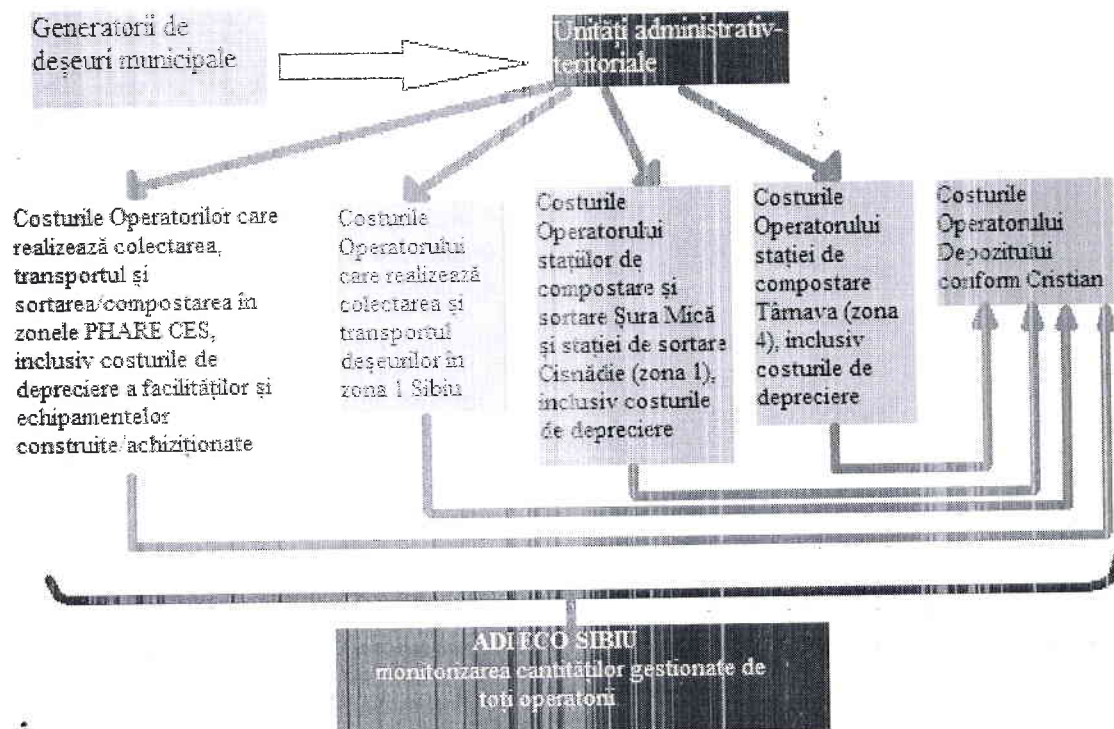 Generatorii de
deșeuri municipale
Unități administrativ-
teritoriale
Costurile Operatorilor care
realizează colectarea,
transportul și
sortarea/compostarea în
zonele PHARE CES,
inclusiv costurile de
depreciere a facilităților și
echipamentelor
construite/achiziționate
Costurile
Operatorului
care realizează
colectarea și
transportul
deșeurilor în
zona 1 Sibiu
Costurile
Operatorului
stațiilor de
compostare și
sortare Șura Mică
și stației de sortare
Cisnădie (zona 1),
inclusiv costurile
de depreciere
Costurile
Operatorului
stației de
compostare
Târnava (zona
4), inclusiv
costurile de
depreciere
Costurile
Operatorului
Depozitului
conform Cristian
ADI ECO SIBIU
monitorizarea cantităților gestionate de
toți operatorii